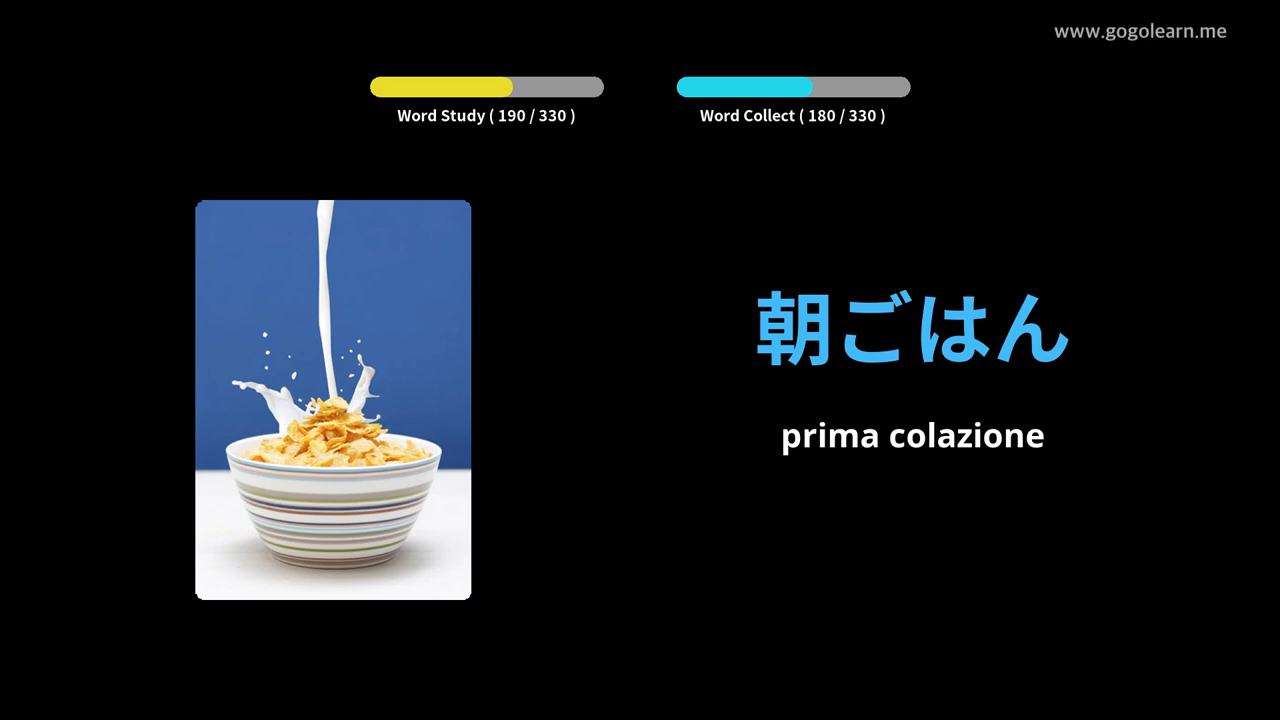 www.gogolearn.me
Word Study ( 190 / 330 )
Word Collect ( 180 / 330 )
朝ごはん
prima colazione